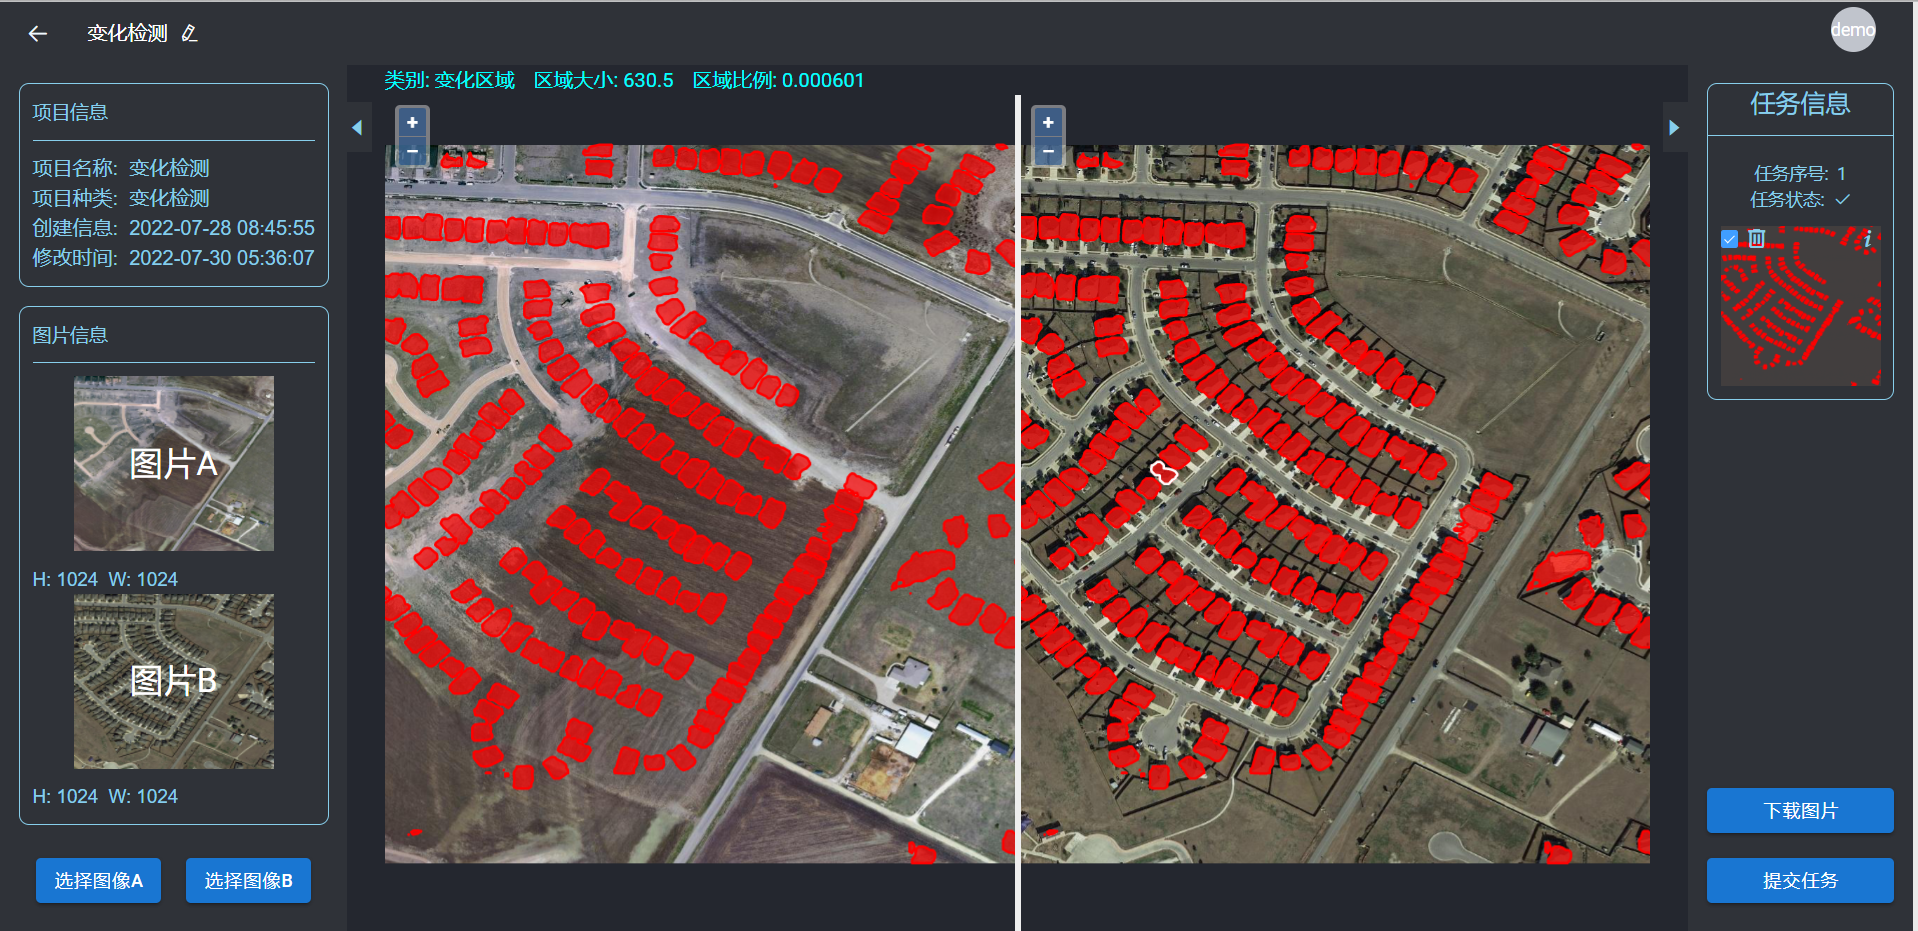 变化检测
demo
项目信息
项目名称: 变化检测
项目种类: 变化检测
创建信息: 2022-07-28 08:45:55
修改时间: 2022-07-30 05:36:07
图片信息
图片A
H: 1024 W: 1024
图片B
H: 1024 W: 1024
选择图像A
选择图像B
类别: 变化区域 区域大小: 630.5 区域比例: 0.000601
+
−
+
−
任务信息
任务序号: 1
任务状态: ✓
i
下载图片
提交任务